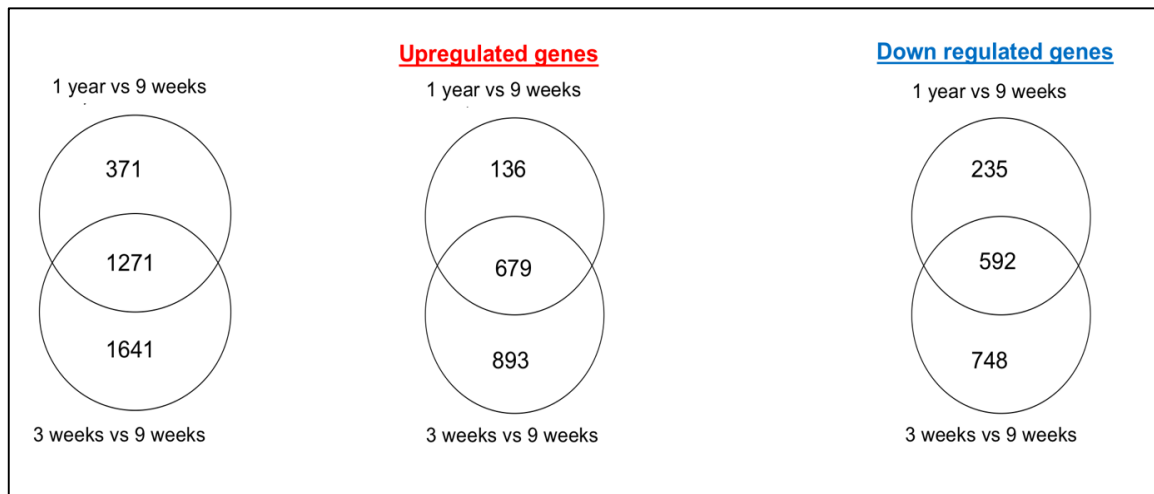 1 year vs 9 weeks
371
1271
1641
3 weeks vs 9 weeks
Upregulated genes
1 year vs 9 weeks
136
679
893
3 weeks vs 9 weeks
Down regulated genes
1 year vs 9 weeks
235
592
748
3 weeks vs 9 weeks